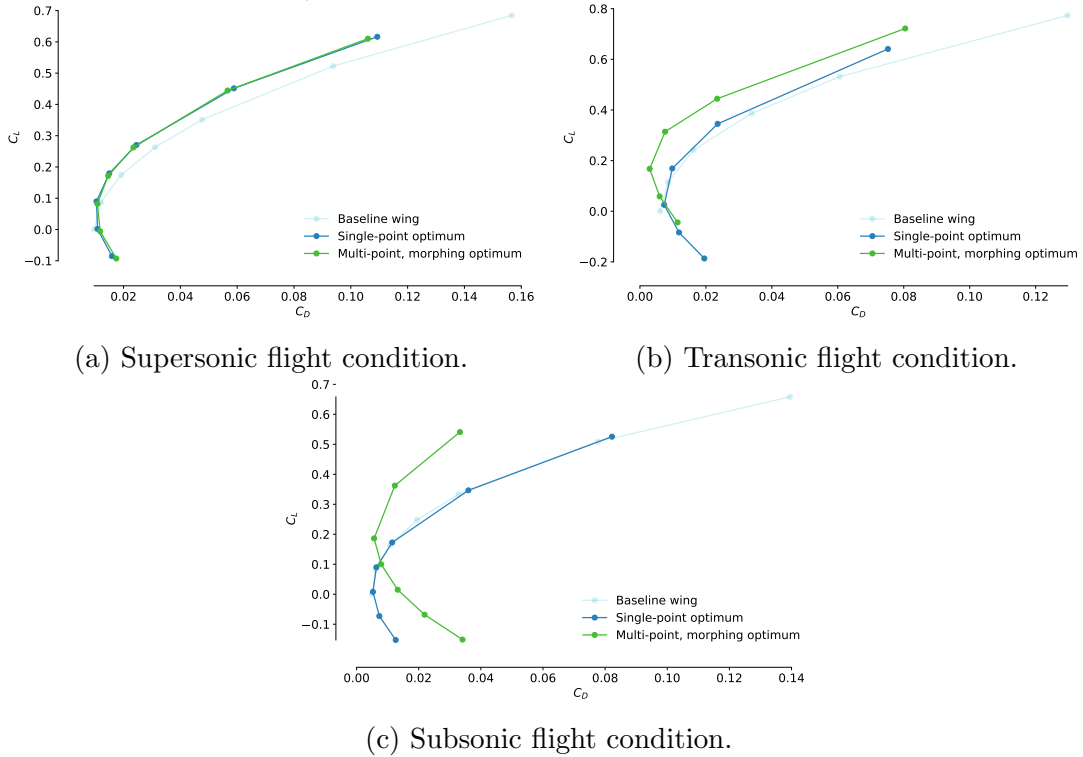 0.7
0.6
0.5
0.4
0.3
0.2
0.1
0.0
−0.1
C_L
0.02 0.04 0.06 0.08 0.10 0.12 0.14 0.16
C_D
Baseline wing
Single-point optimum
Multi-point, morphing optimum
(a) Supersonic flight condition.
0.8
0.6
0.4
0.2
0.0
−0.2
C_L
0.00 0.02 0.04 0.06 0.08 0.10 0.12
C_D
Baseline wing
Single-point optimum
Multi-point, morphing optimum
(b) Transonic flight condition.
0.7
0.6
0.5
0.4
0.3
0.2
0.1
0.0
−0.1
C_L
0.00 0.02 0.04 0.06 0.08 0.10 0.12 0.14
C_D
Baseline wing
Single-point optimum
Multi-point, morphing optimum
(c) Subsonic flight condition.